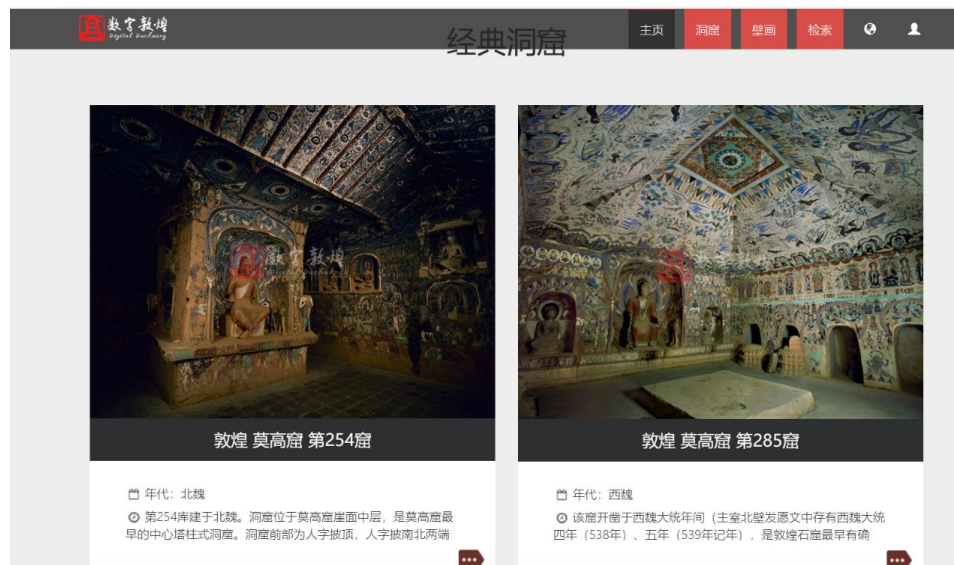 数字敦煌
Digital Dunhuang
主页 洞窟 壁画 检索
经典洞窟
数字敦煌
Digital Dunhuang
敦煌 莫高窟 第254窟
年代：北魏
第254库建于北魏。洞窟位于莫高窟崖面中层，是莫高窟最
早的中心塔柱式洞窟。洞窟前部为人字披顶，人字披南北两端
敦煌 莫高窟 第285窟
年代：西魏
该窟开凿于西魏大统年间（主室北壁发愿文中存有西魏大统
四年（538年）、五年（539年记年），是敦煌石窟最早有确